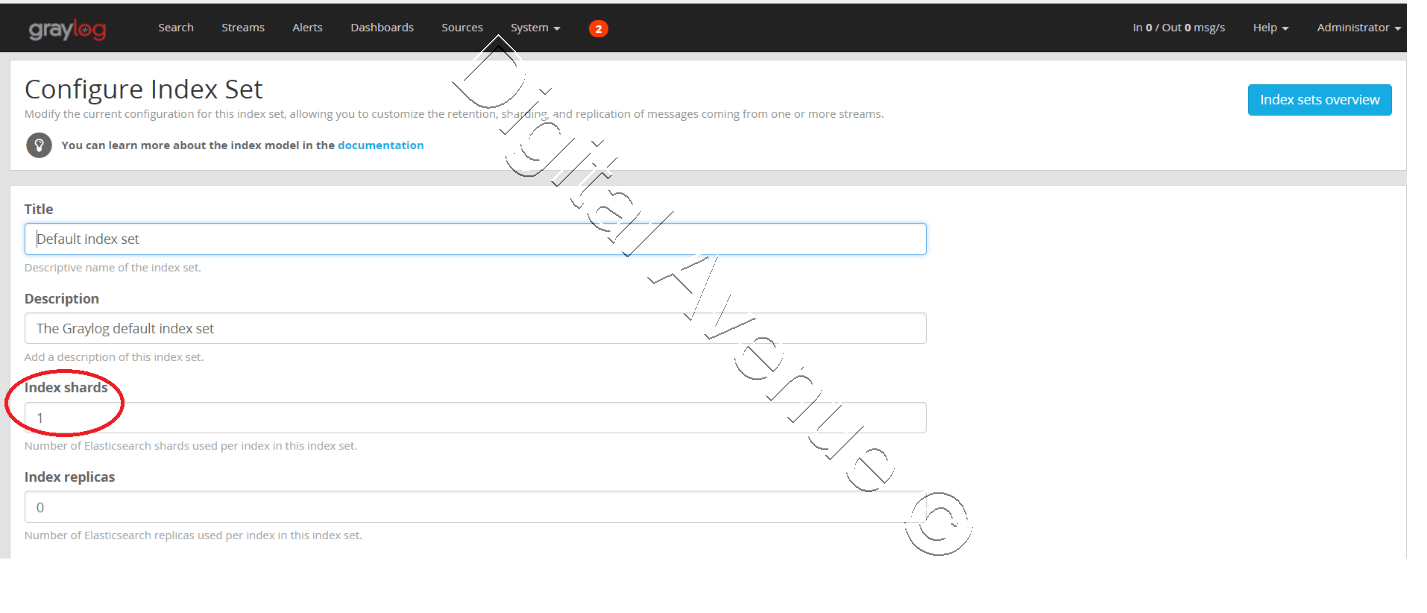 graylog Search Streams Alerts Dashboards Sources System 2 In 0 / Out 0 msg/s Help Administrator
Configure Index Set
Index sets overview
Modify the current configuration for this index set, allowing you to customize the retention, sharding, and replication of messages coming from one or more streams.
You can learn more about the index model in the documentation
Title
Default index set
Descriptive name of the index set.
Description
The Graylog default index set
Add a description of this index set.
Index shards
1
Number of Elasticsearch shards used per index in this index set.
Index replicas
0
Number of Elasticsearch replicas used per index in this index set.
Digital Avenue ©